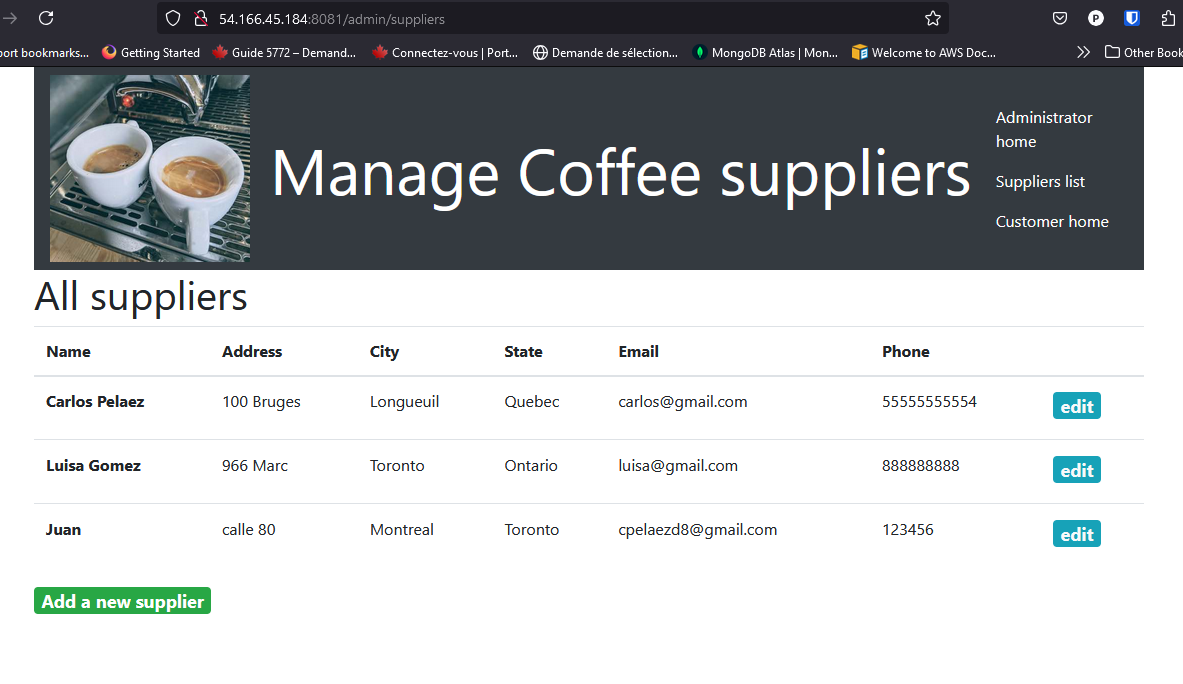 54.166.45.184:8081/admin/suppliers
port bookmarks... Getting Started Guide 5772 – Demand... Connectez-vous | Port... Demande de sélection... MongoDB Atlas | Mon... Welcome to AWS Dec... Other Book
Manage Coffee suppliers
Administrator
home
Suppliers list
Customer home
All suppliers
Name Address City State Email Phone
Carlos Pelaez 100 Bruges Longueuil Quebec carlos@gmail.com 55555555554 edit
Luisa Gomez 966 Marc Toronto Ontario luisa@gmail.com 888888888 edit
Juan calle 80 Montreal Toronto cpelaezd8@gmail.com 123456 edit
Add a new supplier